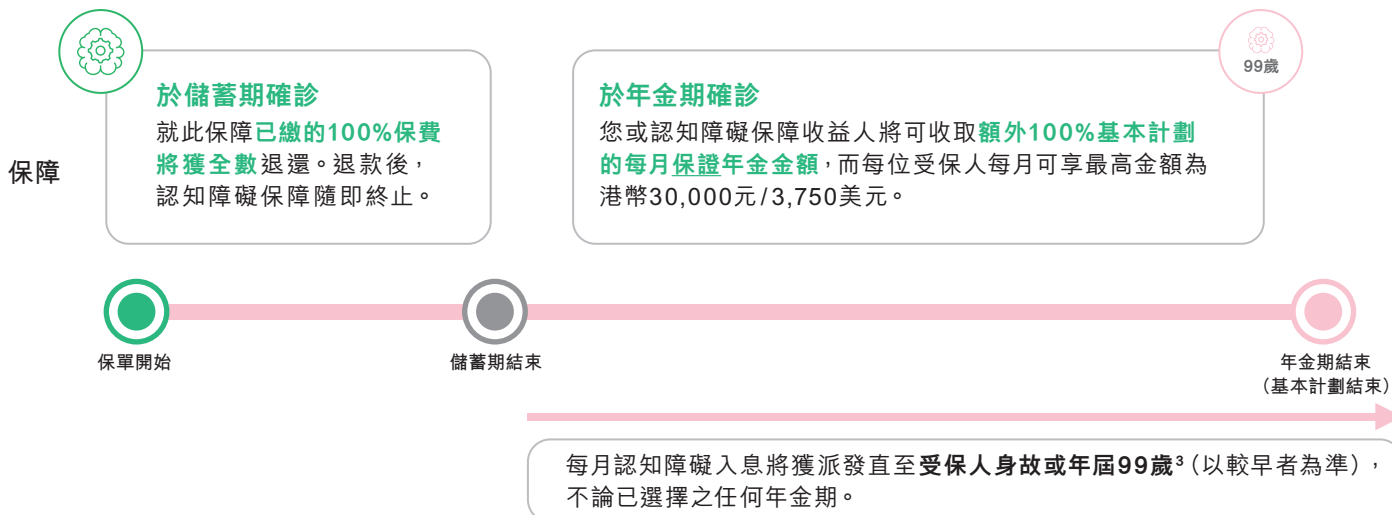 99歲
保障
於儲蓄期確診
就此保障已繳的100%保費
將獲全數退還。退款後，
認知障礙保障隨即終止。
於年金期確診
您或認知障礙保障收益人將可收取額外100%基本計劃
的每月保證年金金額，而每位受保人每月可享最高金額為
港幣30,000元/3,750美元。
保單開始
儲蓄期結束
年金期結束
（基本計劃結束）
每月認知障礙入息將獲派發直至受保人身故或年屆99歲³（以較早者為準），
不論已選擇之任何年金期。